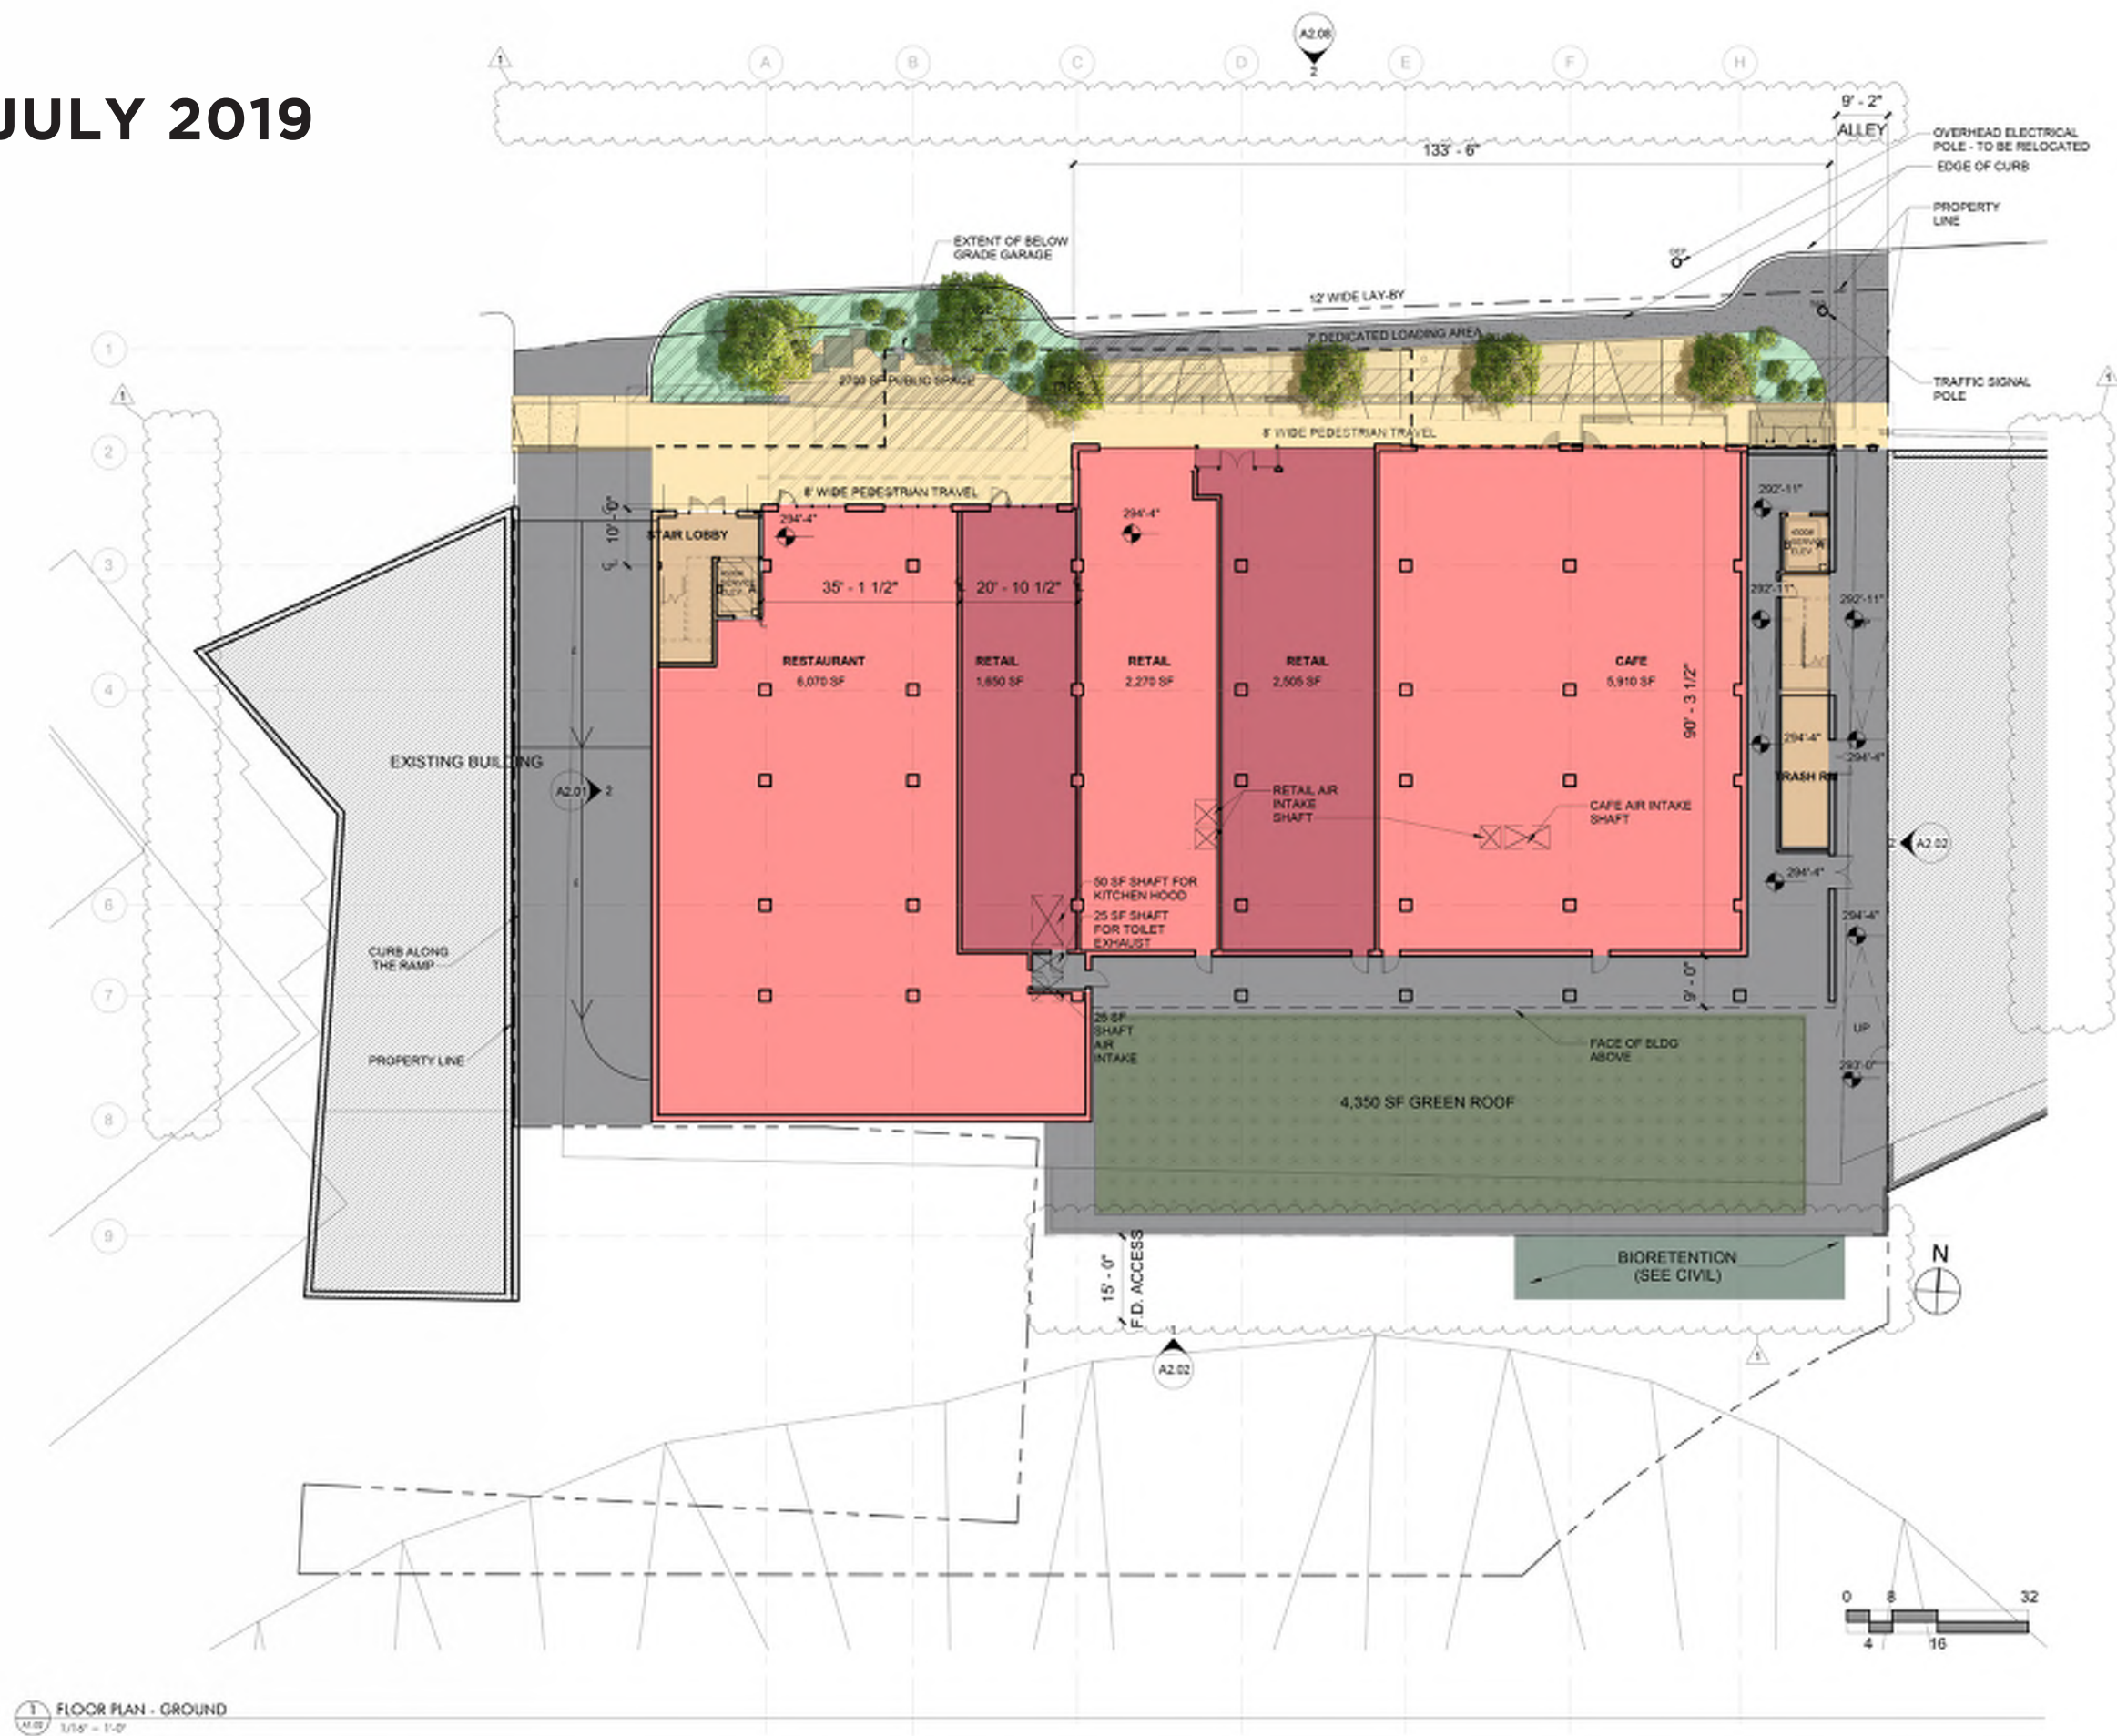 JULY 2019
A2.08
2
1
A
B
C
D
E
F
H
9' - 2"
ALLEY
133' - 6"
OVERHEAD ELECTRICAL
POLE - TO BE RELOCATED
EDGE OF CURB
PROPERTY
LINE
EXTENT OF BELOW
GRADE GARAGE
12' WIDE LAY-BY
7' DEDICATED LOADING AREA
1
2700 SF PUBLIC SPACE
TRAFFIC SIGNAL
POLE
1
1
8' WIDE PEDESTRIAN TRAVEL
2
8' WIDE PEDESTRIAN TRAVEL
292'-11"
10' - 0"
294'-4"
294'-4"
STAIR LOBBY
3
35' - 1 1/2"
20' - 10 1/2"
292'-11"
292'-11"
RESTAURANT
6,070 SF
RETAIL
1,650 SF
RETAIL
2,270 SF
RETAIL
2,505 SF
CAFE
5,910 SF
4
90' - 3 1/2"
294'-4"
294'-4"
EXISTING BUILDING
TRASH RM
A2.01
2
RETAIL AIR
INTAKE
SHAFT
CAFE AIR INTAKE
SHAFT
2
A2.02
294'-4"
50 SF SHAFT FOR
KITCHEN HOOD
25 SF SHAFT
FOR TOILET
EXHAUST
6
294'-4"
CURB ALONG
THE RAMP
9' - 0"
7
25 SF
SHAFT
AIR
INTAKE
UP
FACE OF BLDG
ABOVE
PROPERTY LINE
293'-0"
4,350 SF GREEN ROOF
8
9
15' - 0"
F.D. ACCESS
BIORETENTION
(SEE CIVIL)
N
1
A2.02
1
0
8
32
4
16
1
A1.02
FLOOR PLAN - GROUND
1/16" = 1'-0"